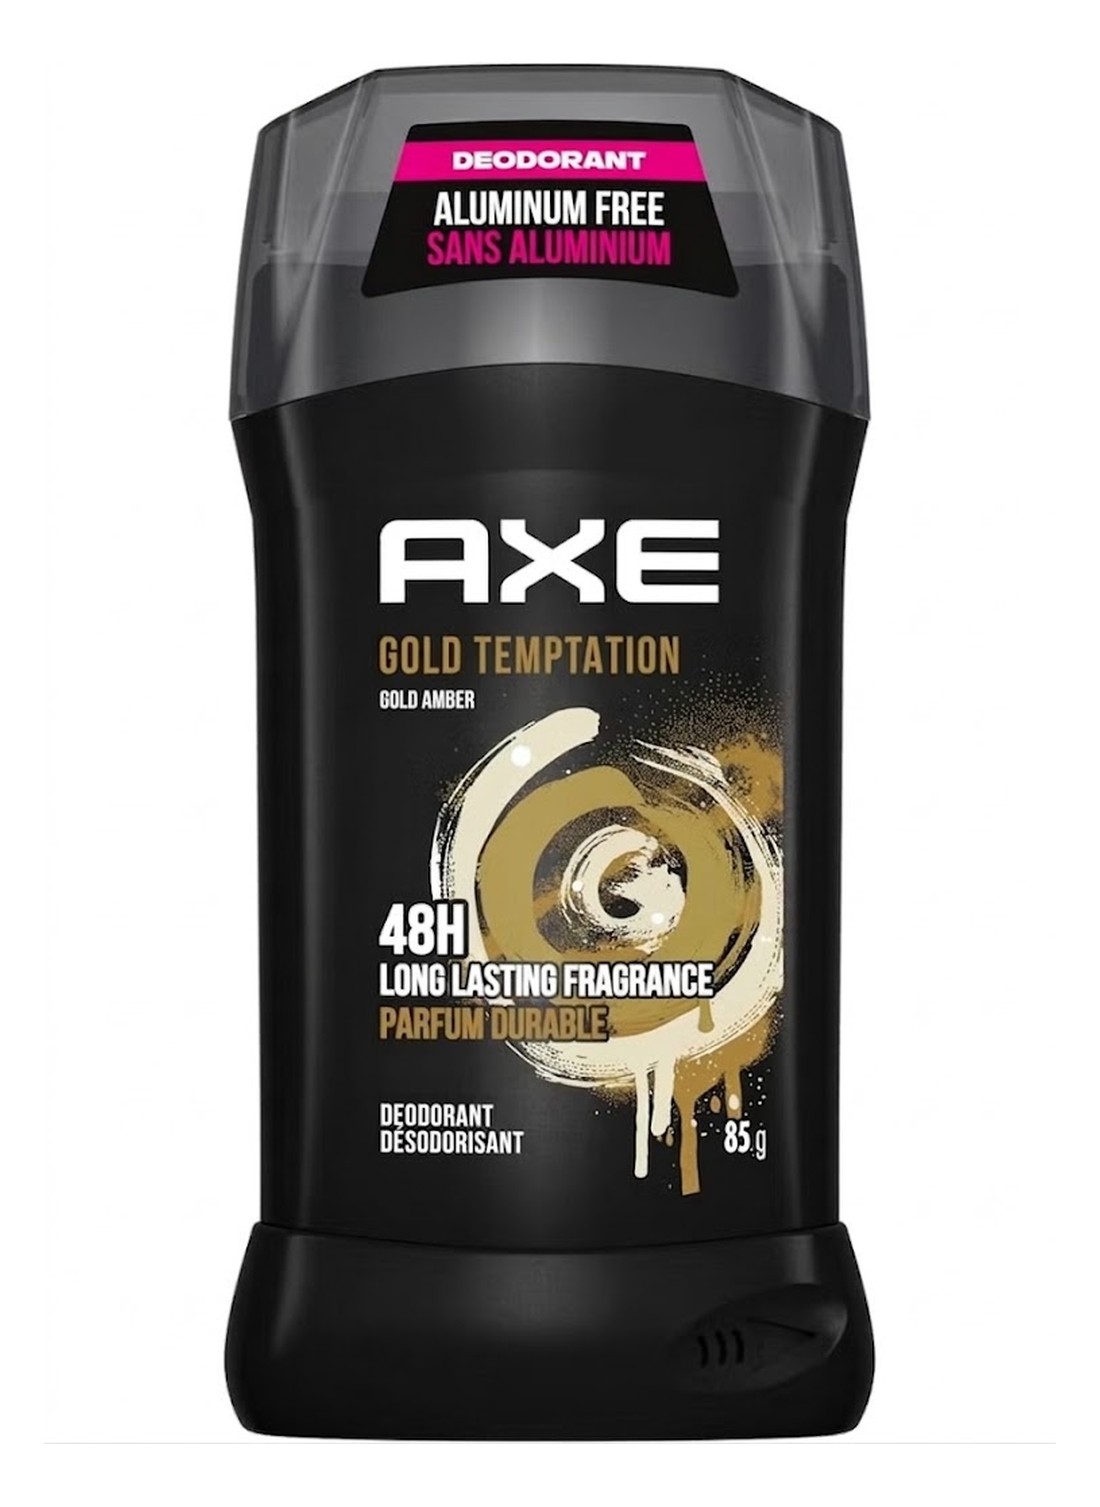 DEODORANT
ALUMINUM FREE
SANS ALUMINIUM
AXE
GOLD TEMPTATION
GOLD AMBER
48H
LONG LASTING FRAGRANCE
PARFUM DURABLE
DEODORANT
DÉSODORISANT
85 g